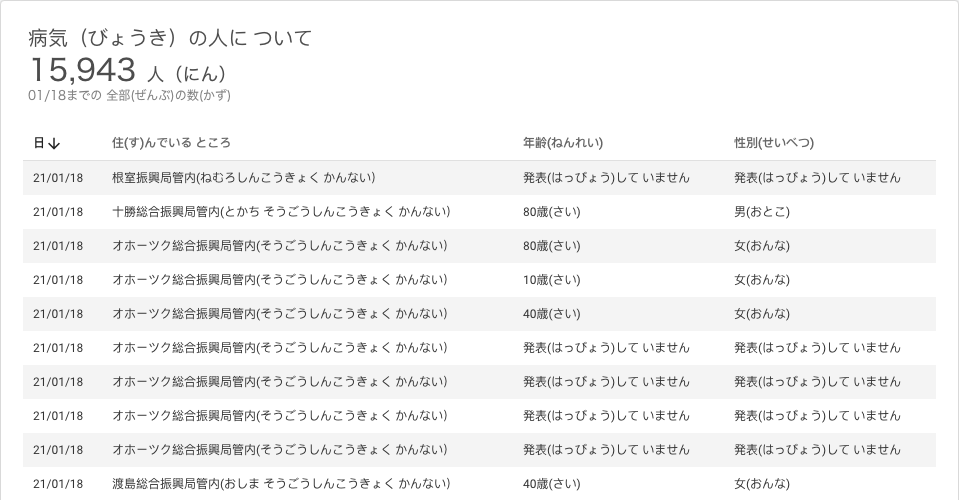 病気（びょうき）の人に ついて
15,943 人（にん）
01/18までの 全部(ぜんぶ)の数(かず)
日↓ 住(す)んでいる ところ 年齢(ねんれい) 性別(せいべつ)
21/01/18 根室振興局管内(ねむろしんこうきょく かんない) 発表(はっぴょう)して いません 発表(はっぴょう)して いません
21/01/18 十勝総合振興局管内(とかち そうごうしんこうきょく かんない) 80歳(さい) 男(おとこ)
21/01/18 オホーツク総合振興局管内(そうごうしんこうきょく かんない) 80歳(さい) 女(おんな)
21/01/18 オホーツク総合振興局管内(そうごうしんこうきょく かんない) 10歳(さい) 女(おんな)
21/01/18 オホーツク総合振興局管内(そうごうしんこうきょく かんない) 40歳(さい) 女(おんな)
21/01/18 オホーツク総合振興局管内(そうごうしんこうきょく かんない) 発表(はっぴょう)して いません 発表(はっぴょう)して いません
21/01/18 オホーツク総合振興局管内(そうごうしんこうきょく かんない) 発表(はっぴょう)して いません 発表(はっぴょう)して いません
21/01/18 オホーツク総合振興局管内(そうごうしんこうきょく かんない) 発表(はっぴょう)して いません 発表(はっぴょう)して いません
21/01/18 オホーツク総合振興局管内(そうごうしんこうきょく かんない) 発表(はっぴょう)して いません 発表(はっぴょう)して いません
21/01/18 渡島総合振興局管内(おしま そうごうしんこうきょく かんない) 40歳(さい) 女(おんな)